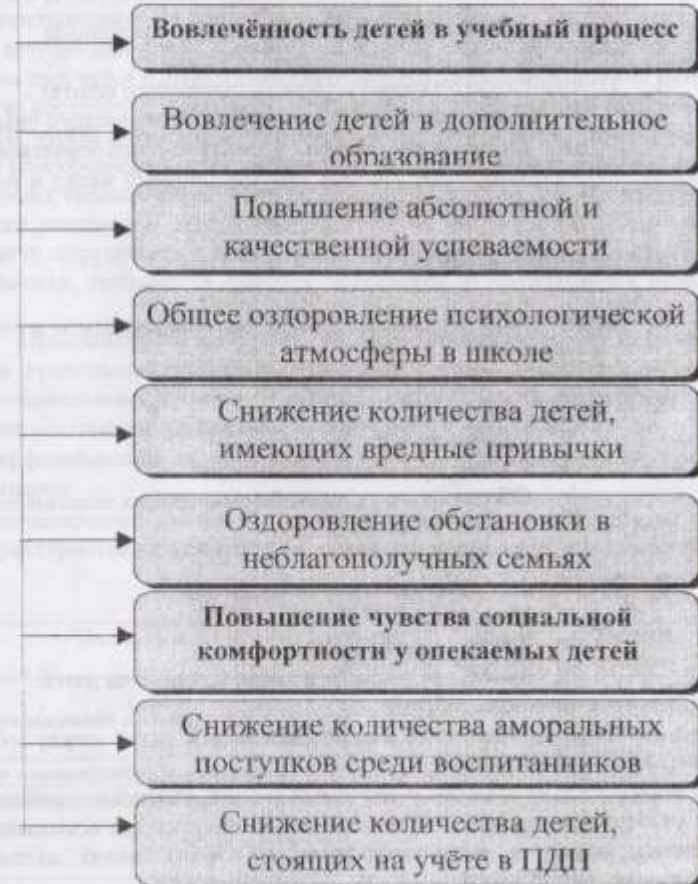 Вовлечённость детей в учебный процесс
Вовлечение детей в дополнительное
образование
Повышение абсолютной и
качественной успеваемости
Общее оздоровление психологической
атмосферы в школе
Снижение количества детей,
имеющих вредные привычки
Оздоровление обстановки в
неблагополучных семьях
Повышение чувства социальной
комфортности у опекаемых детей
Снижение количества аморальных
поступков среди воспитанников
Снижение количества детей,
стоящих на учёте в ПДН